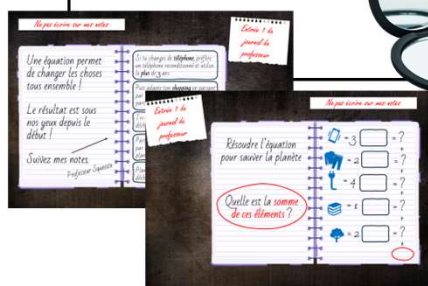 Ne pas écrire sur mes notes
Entrée 1 du
journal du
professeur
Une équation permet
de changer les choses
tous ensemble !
Le résultat est sous
nos yeux depuis le
début !
Suivez mes notes
Professeur Squeeze
Si tu changes de téléphone, préfère
un téléphone reconditionné et utilise
le plus de 3 ans
Entrée 1 du
journal du
professeur
Ne pas écrire sur mes notes
Résoudre l'équation
pour sauver la planète
Quelle est la somme
de ces éléments ?
= 3 = ?
= 2 = ?
= 4 = ?
= 1 = ?
= 2 = ?